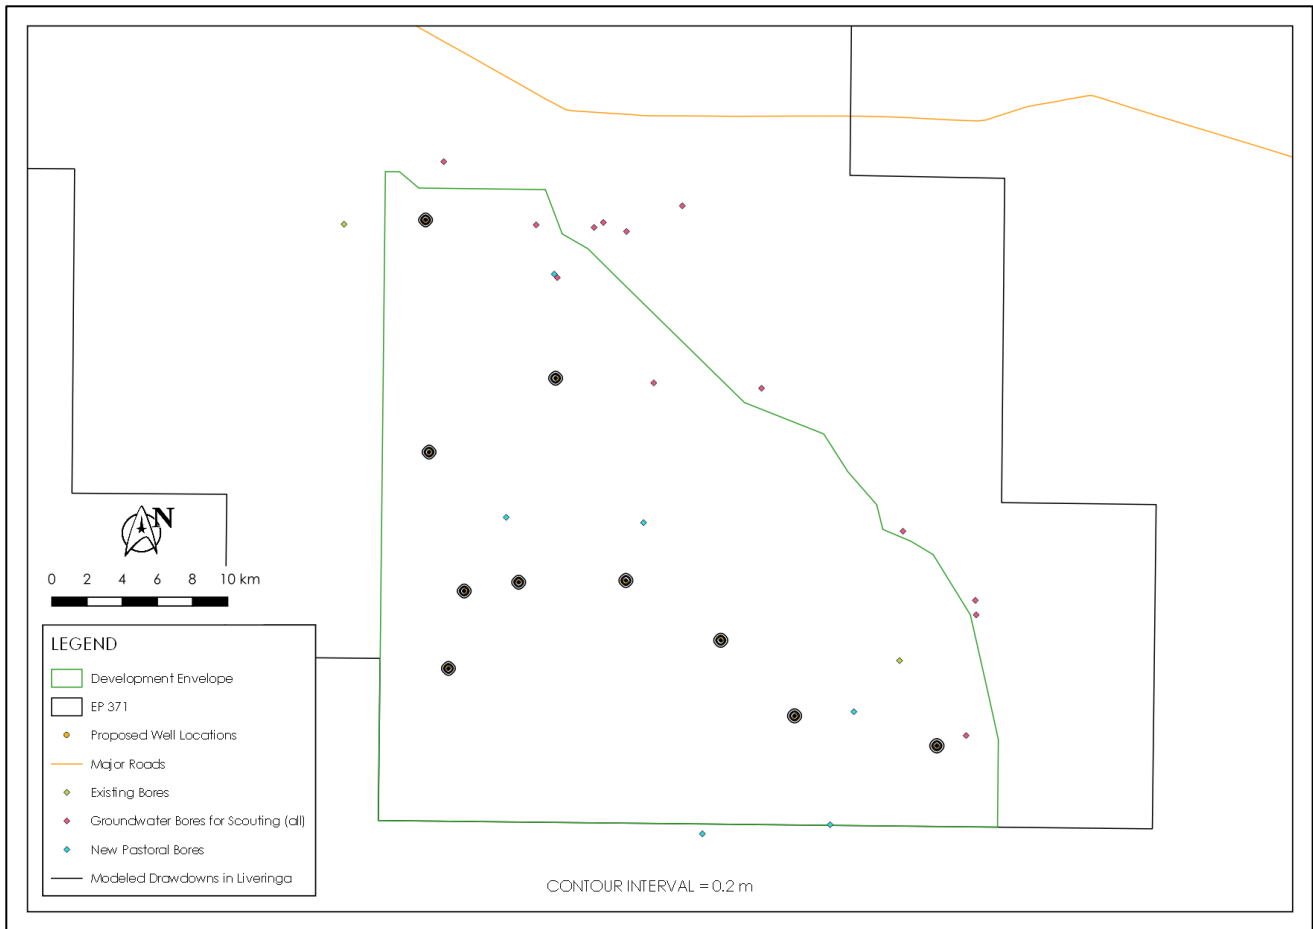 N
0 2 4 6 8 10 km
LEGEND
Development Envelope
EP 371
Proposed Well Locations
Major Roads
Existing Bores
Groundwater Bores for Scouting (all)
New Pastoral Bores
Modeled Drawdowns in Liveringa
CONTOUR INTERVAL = 0.2 m